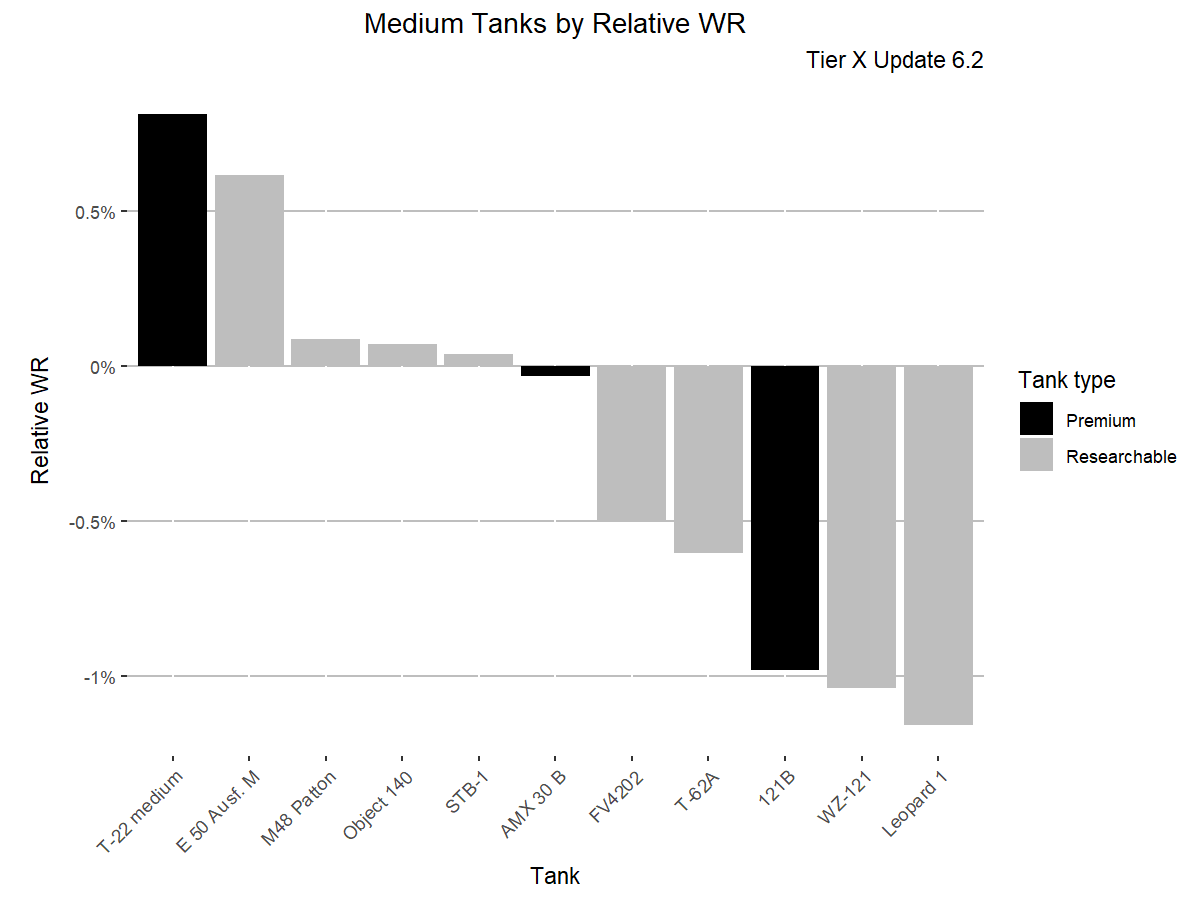 Medium Tanks by Relative WR
Tier X Update 6.2
Relative WR
0.5%
0%
-0.5%
-1%
T-22 medium
E 50 Ausf. M
M48 Patton
Object 140
STB-1
AMX 30 B
FV4202
T-62A
121B
WZ-121
Leopard 1
Tank
Tank type
Premium
Researchable